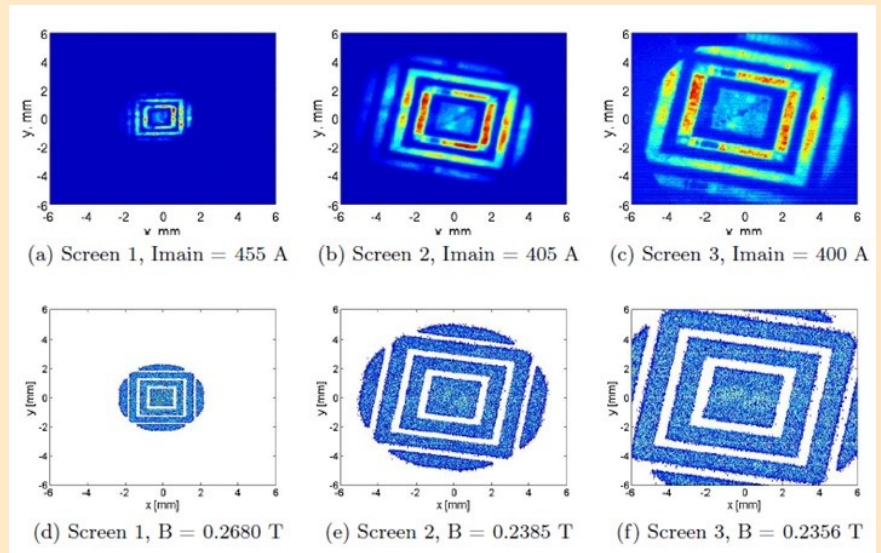 6 6 6
4 4 4
2 2 2
0 0 0
-2 -2 -2
-4 -4 -4
-6 -6 -6
y, mm y, mm y, mm
-6 -4 -2 0 2 4 6 -6 -4 -2 0 2 4 6 -6 -4 -2 0 2 4 6
x mm x mm x mm
(a) Screen 1, Imain = 455 A (b) Screen 2, Imain = 405 A (c) Screen 3, Imain = 400 A
6 6 6
4 4 4
2 2 2
0 0 0
-2 -2 -2
-4 -4 -4
-6 -6 -6
y [mm] y [mm] y [mm]
-6 -4 -2 0 2 4 6 -6 -4 -2 0 2 4 6 -6 -4 -2 0 2 4 6
x [mm] x [mm] x [mm]
(d) Screen 1, B = 0.2680 T (e) Screen 2, B = 0.2385 T (f) Screen 3, B = 0.2356 T